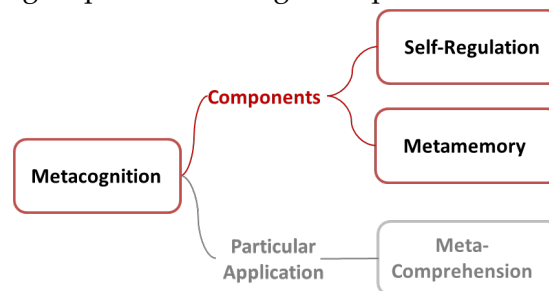 Self-Regulation
Components
Metamemory
Metacognition
Particular
Application
Meta-
Comprehension